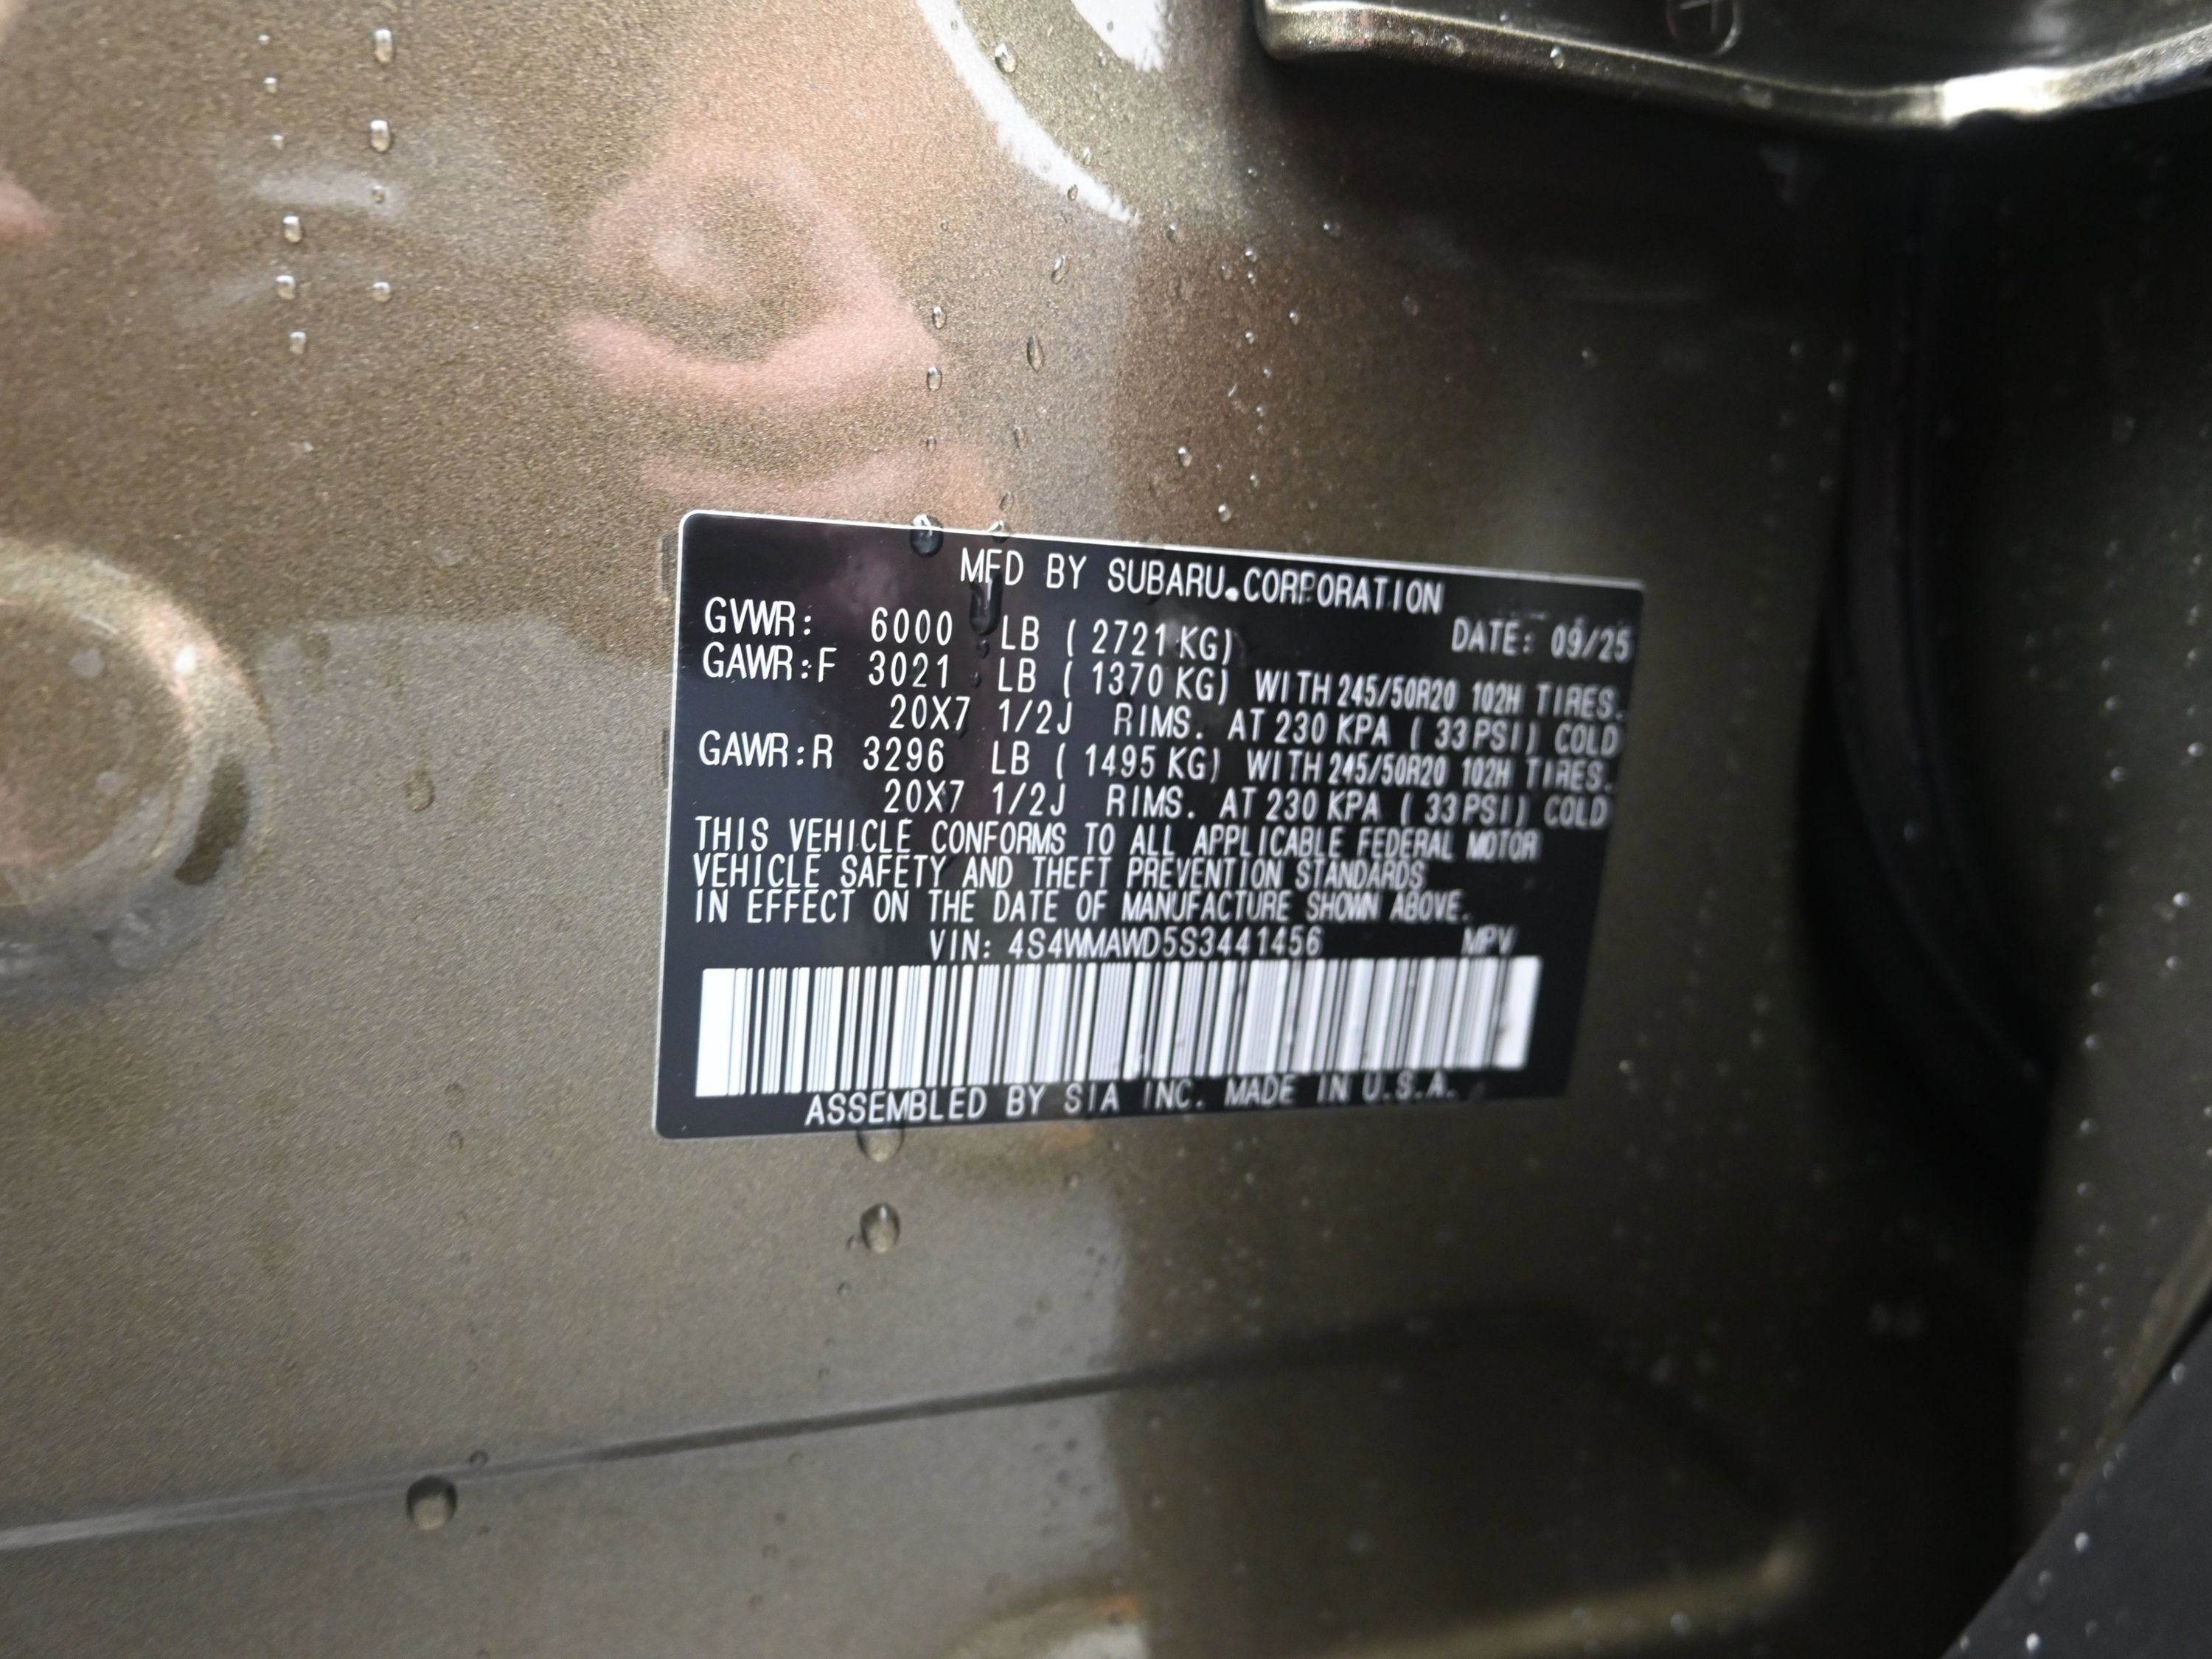 MFD BY SUBARU CORPORATION
GVWR: 6000 LB ( 2721 KG) DATE: 09/25
GAWR:F 3021 LB ( 1370 KG) WITH 245/50R20 102H TIRES.
20X7 1/2J RIMS. AT 230 KPA ( 33 PSI) COLD
GAWR:R 3296 LB ( 1495 KG) WITH 245/50R20 102H TIRES.
20X7 1/2J RIMS. AT 230 KPA ( 33 PSI) COLD
THIS VEHICLE CONFORMS TO ALL APPLICABLE FEDERAL MOTOR
VEHICLE SAFETY AND THEFT PREVENTION STANDARDS
IN EFFECT ON THE DATE OF MANUFACTURE SHOWN ABOVE.
VIN: 4S4WMAWD5S3441456 MPV
ASSEMBLED BY SIA INC. MADE IN U.S.A.